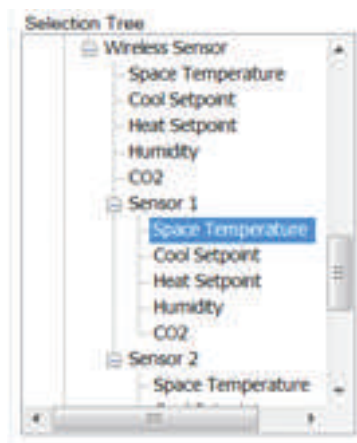 Selection Tree
Wireless Sensor
Space Temperature
Cool Setpoint
Heat Setpoint
Humidity
CO2
Sensor 1
Space Temperature
Cool Setpoint
Heat Setpoint
Humidity
CO2
Sensor 2
Space Temperature